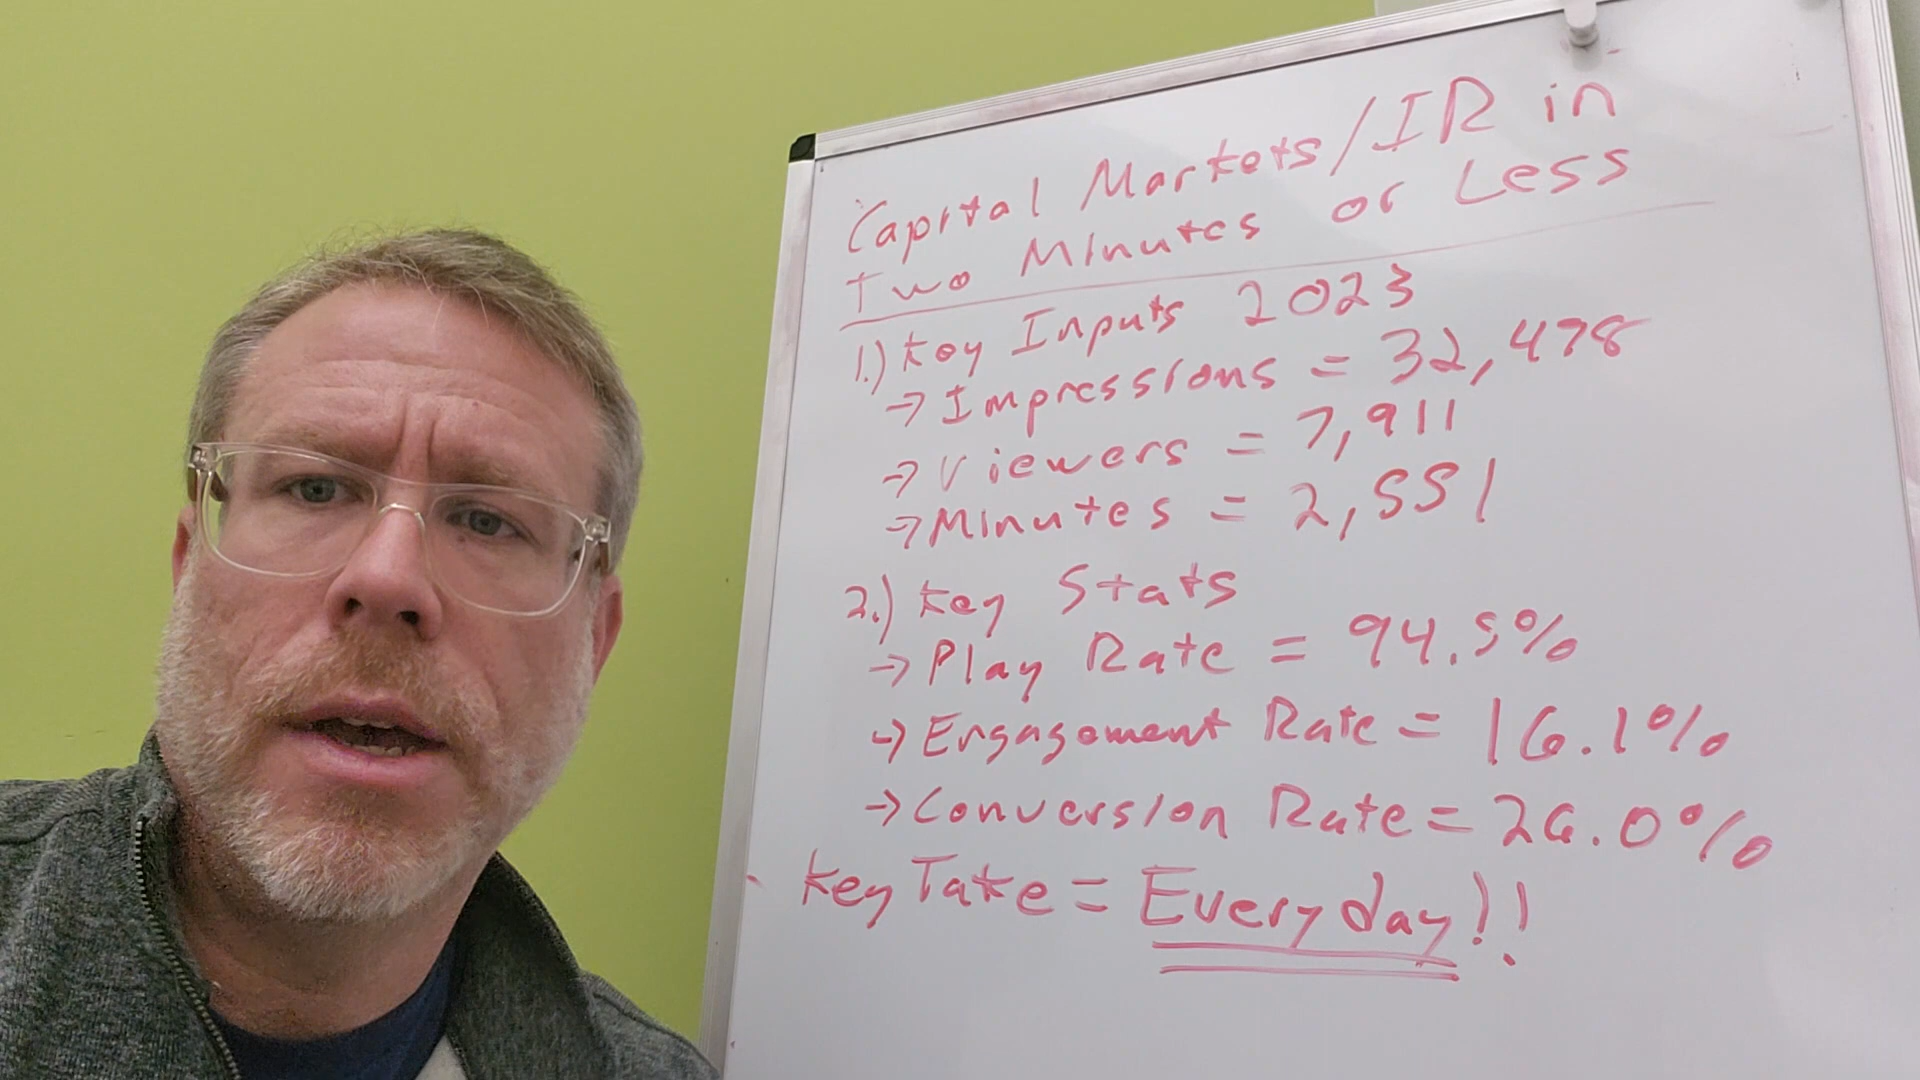 Capital Markets/IR in
Two Minutes or Less
1.) Key Inputs 2023
→ Impressions = 32,478
→ Viewers = 7,911
→ Minutes = 2,551
2.) Key Stats
→ Play Rate = 94.5%
→ Engagement Rate = 16.1%
→ Conversion Rate = 26.0%
Key Take = Everyday!!